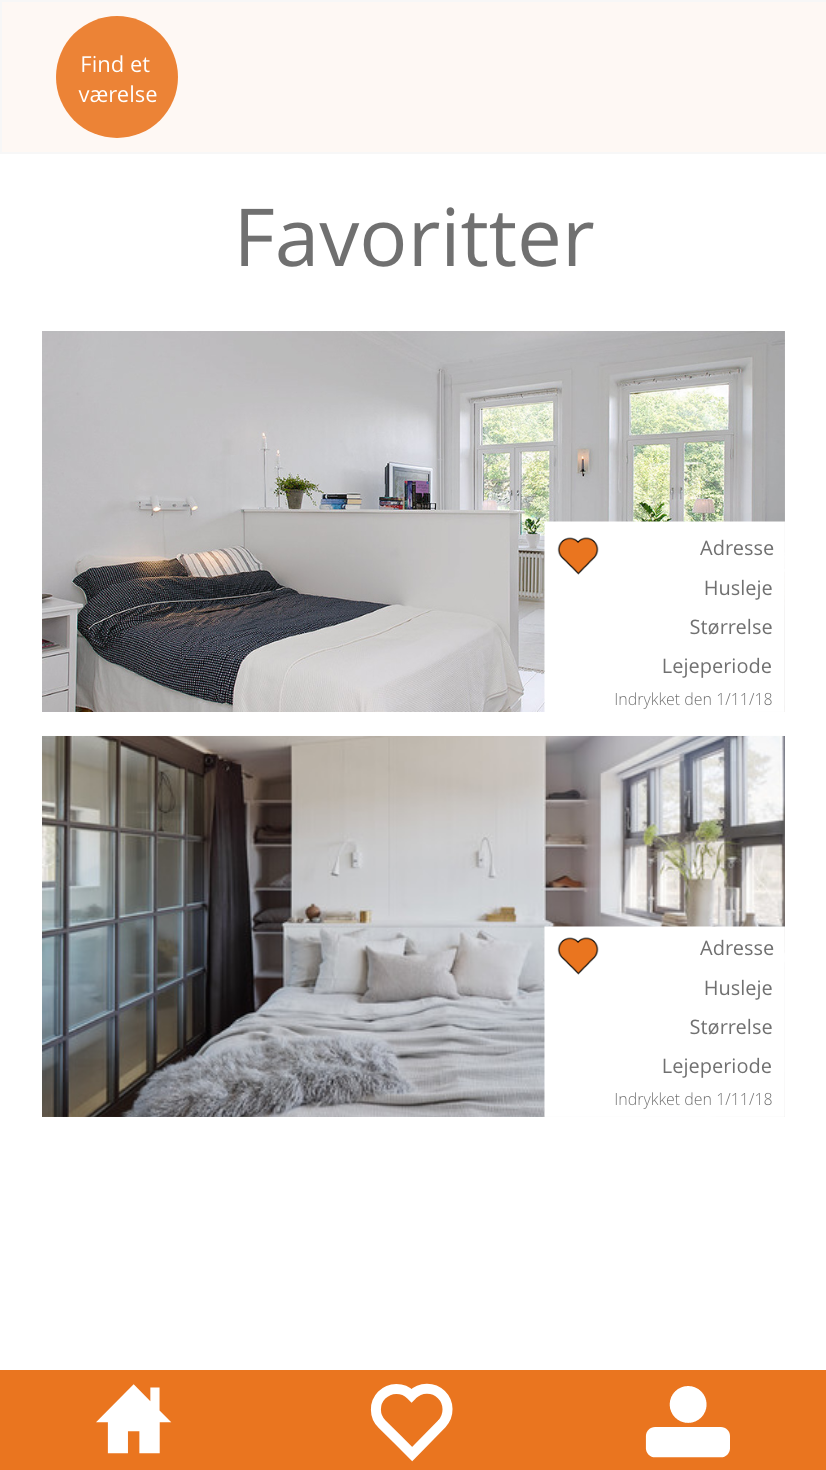 Find et
værelse
Favoritter
Adresse
Husleje
Størrelse
Lejeperiode
Indrykket den 1/11/18
Adresse
Husleje
Størrelse
Lejeperiode
Indrykket den 1/11/18